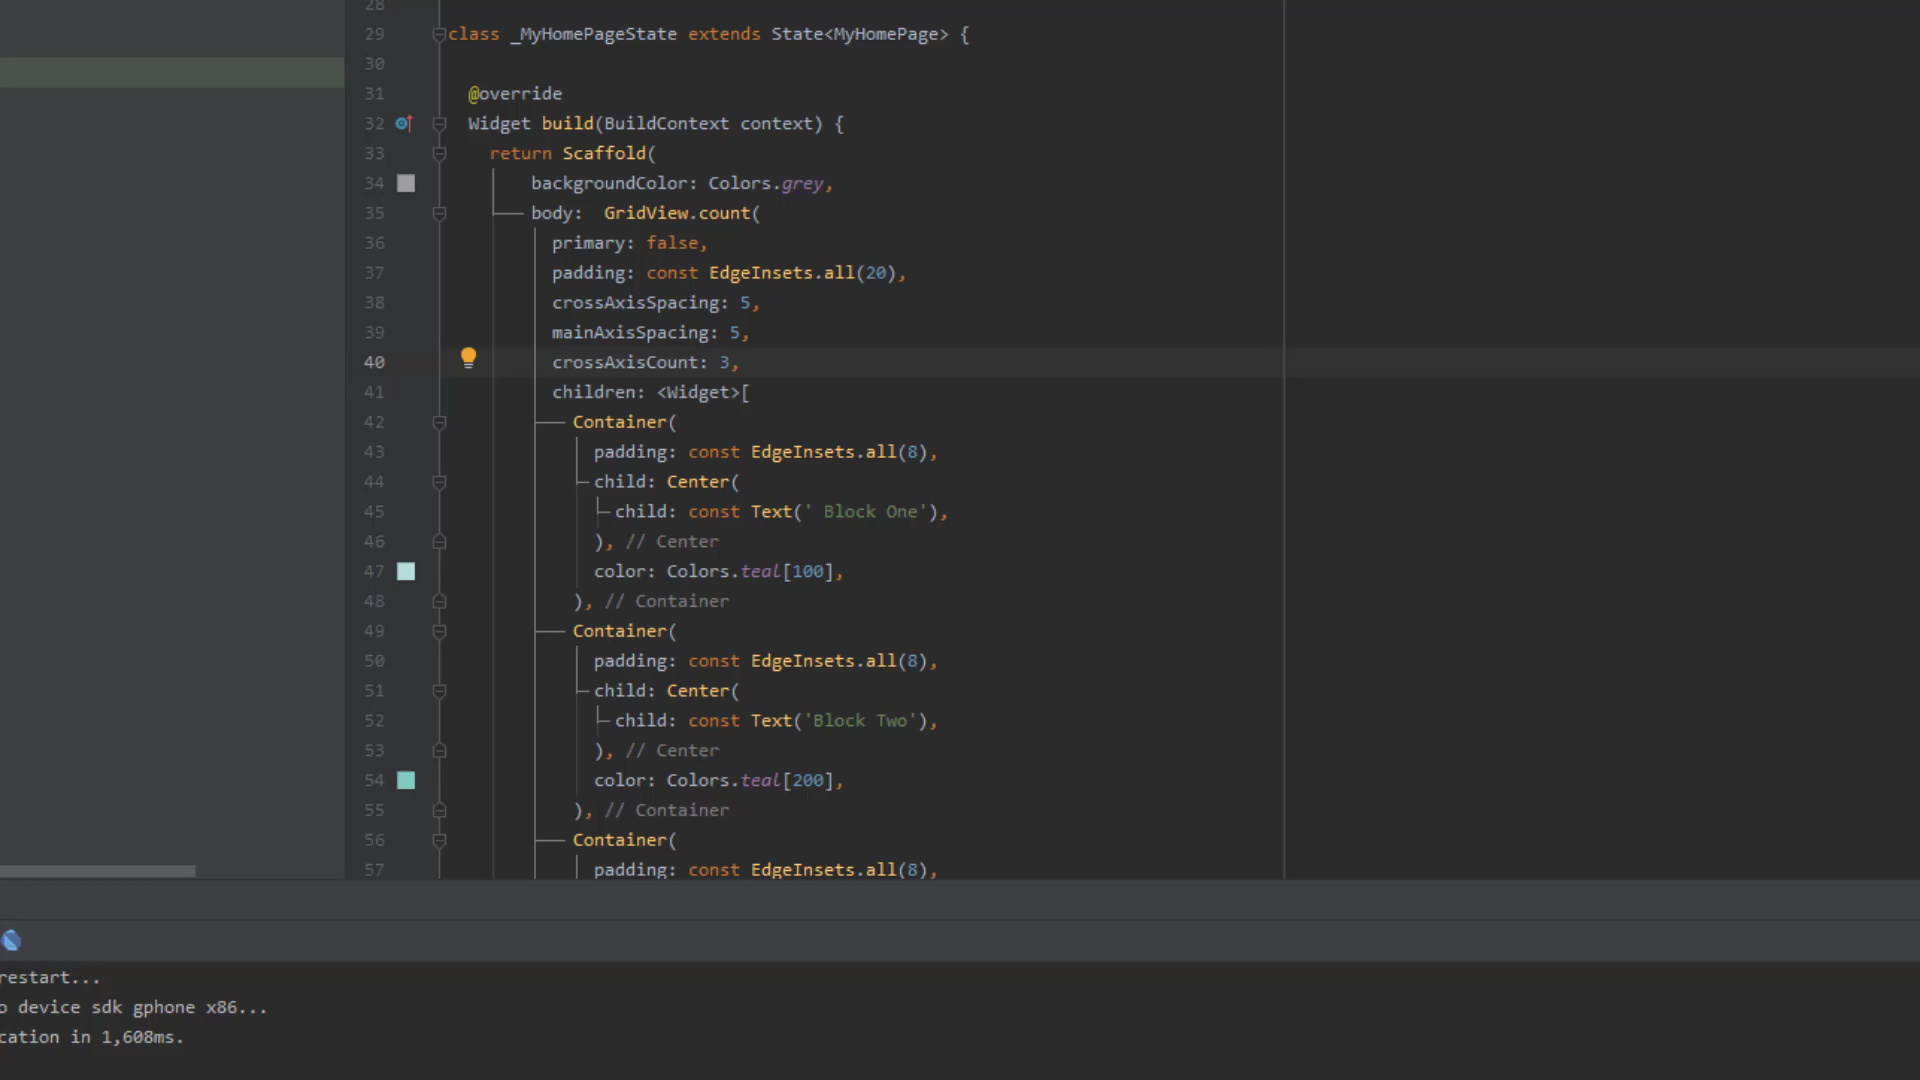 28
29 class _MyHomePageState extends State<MyHomePage> {
30
31 @override
32 Widget build(BuildContext context) {
33 return Scaffold(
34 backgroundColor: Colors.grey,
35 body:  GridView.count(
36 primary: false,
37 padding: const EdgeInsets.all(20),
38 crossAxisSpacing: 5,
39 mainAxisSpacing: 5,
40 crossAxisCount: 3,
41 children: <Widget>[
42 Container(
43 padding: const EdgeInsets.all(8),
44 child: Center(
45 child: const Text(' Block One'),
46 ), // Center
47 color: Colors.teal[100],
48 ), // Container
49 Container(
50 padding: const EdgeInsets.all(8),
51 child: Center(
52 child: const Text('Block Two'),
53 ), // Center
54 color: Colors.teal[200],
55 ), // Container
56 Container(
57 padding: const EdgeInsets.all(8),
restart...
o device sdk gphone x86...
cation in 1,608ms.